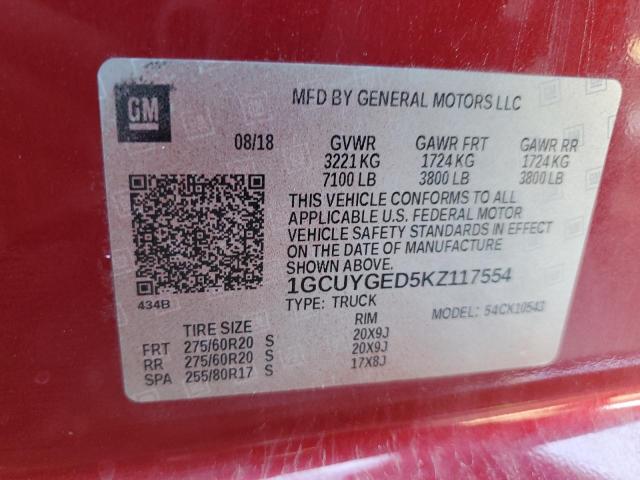 GM
MFD BY GENERAL MOTORS LLC
08/18 GVWR GAWR FRT GAWR RR
3221 KG 1724 KG 1724 KG
7100 LB 3800 LB 3800 LB
THIS VEHICLE CONFORMS TO ALL
APPLICABLE U.S. FEDERAL MOTOR
VEHICLE SAFETY STANDARDS IN EFFECT
ON THE DATE OF MANUFACTURE
SHOWN ABOVE.
1GCUYGED5KZ117554
434B
TYPE: TRUCK
MODEL: 54CK10543
TIRE SIZE RIM
FRT 275/60R20 S 20X9J
RR 275/60R20 S 20X9J
SPA 255/80R17 S 17X8J